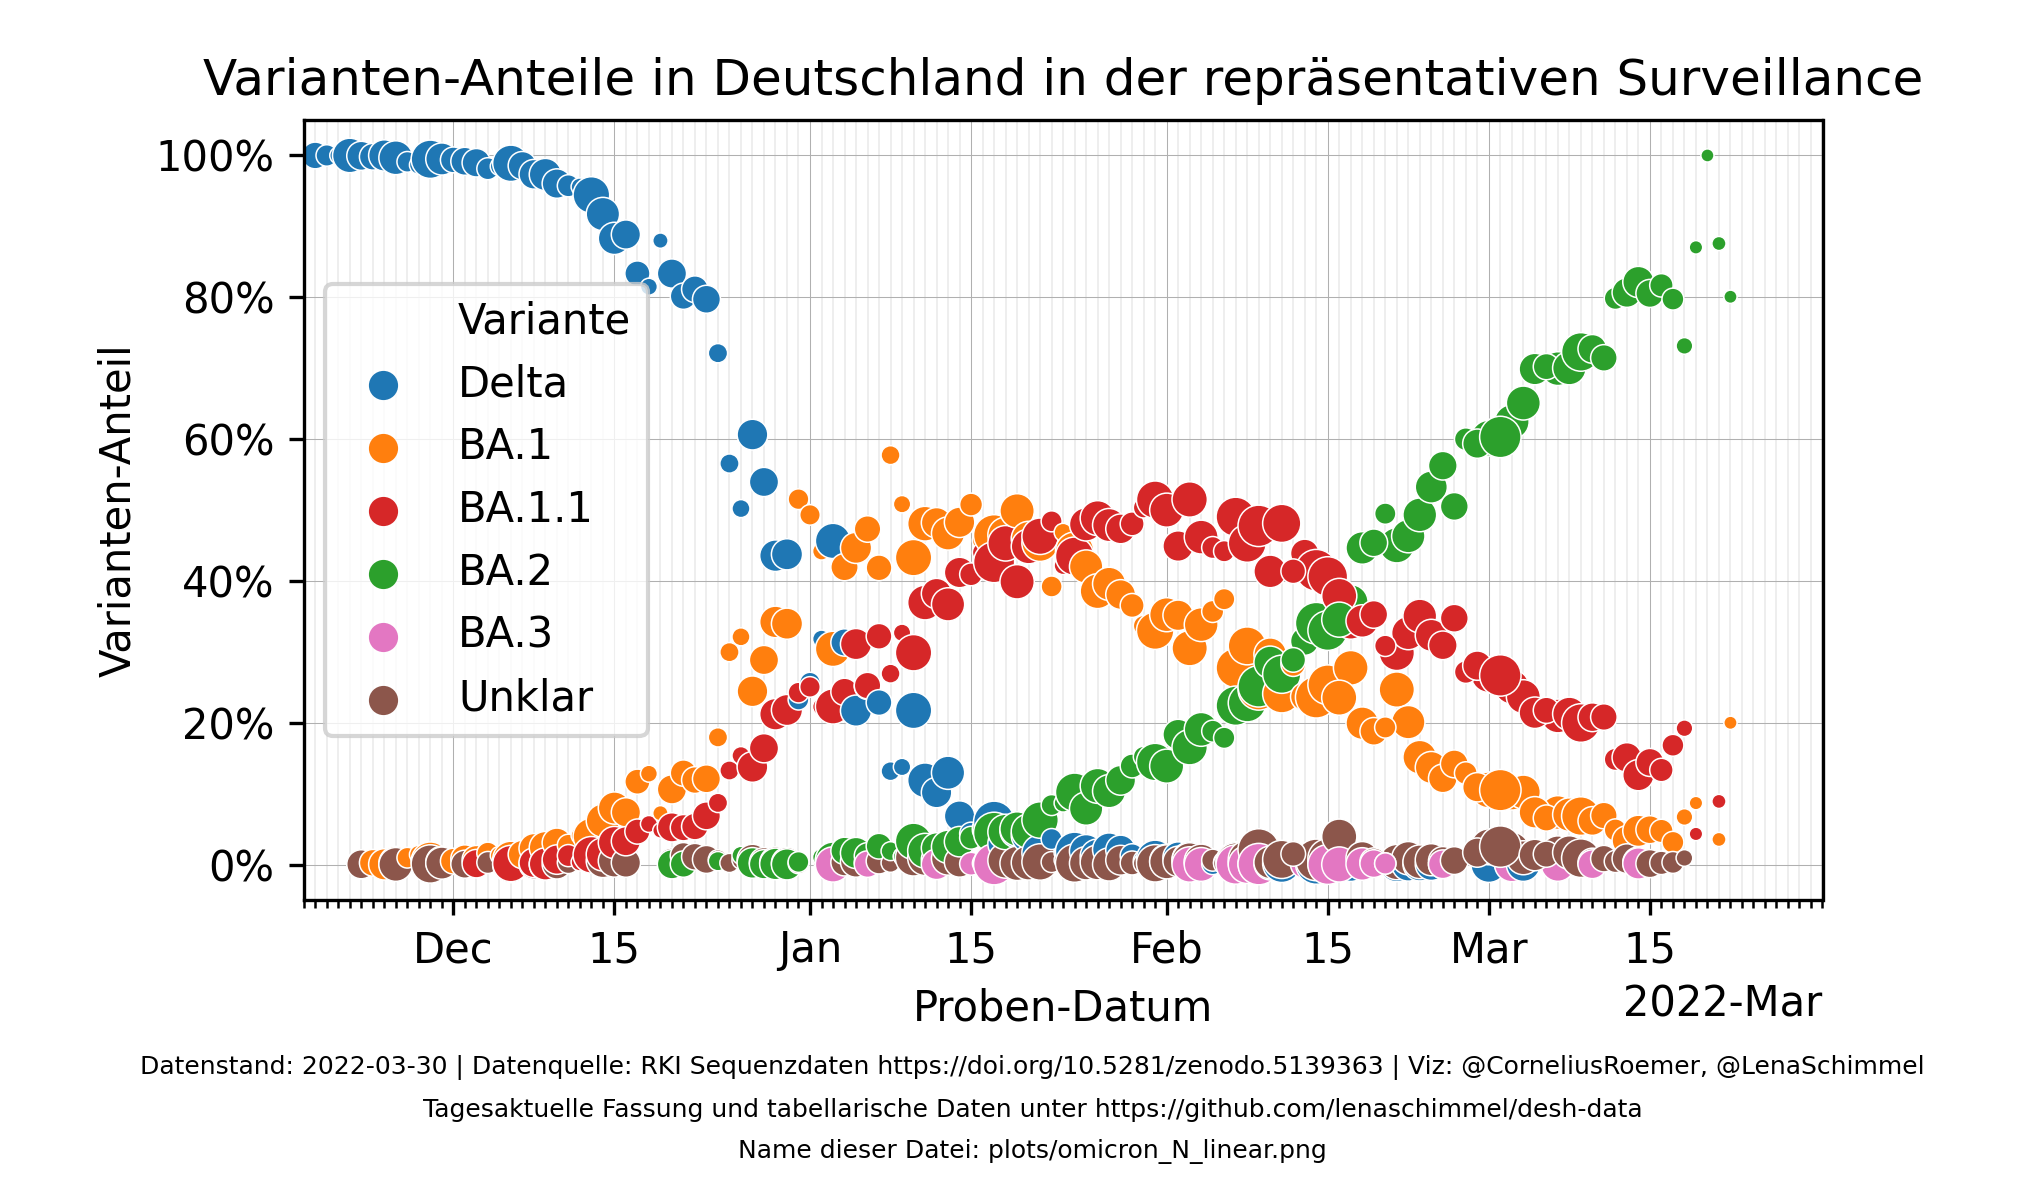 Varianten-Anteile in Deutschland in der repräsentativen Surveillance
Varianten-Anteil
100%
80%
60%
40%
20%
0%
Variante
Delta
BA.1
BA.1.1
BA.2
BA.3
Unklar
Dec 15 Jan 15 Feb 15 Mar 15
Proben-Datum
2022-Mar
Datenstand: 2022-03-30 | Datenquelle: RKI Sequenzdaten https://doi.org/10.5281/zenodo.5139363 | Viz: @CorneliusRoemer, @LenaSchimmel
Tagesaktuelle Fassung und tabellarische Daten unter https://github.com/lenaschimmel/desh-data
Name dieser Datei: plots/omicron_N_linear.png